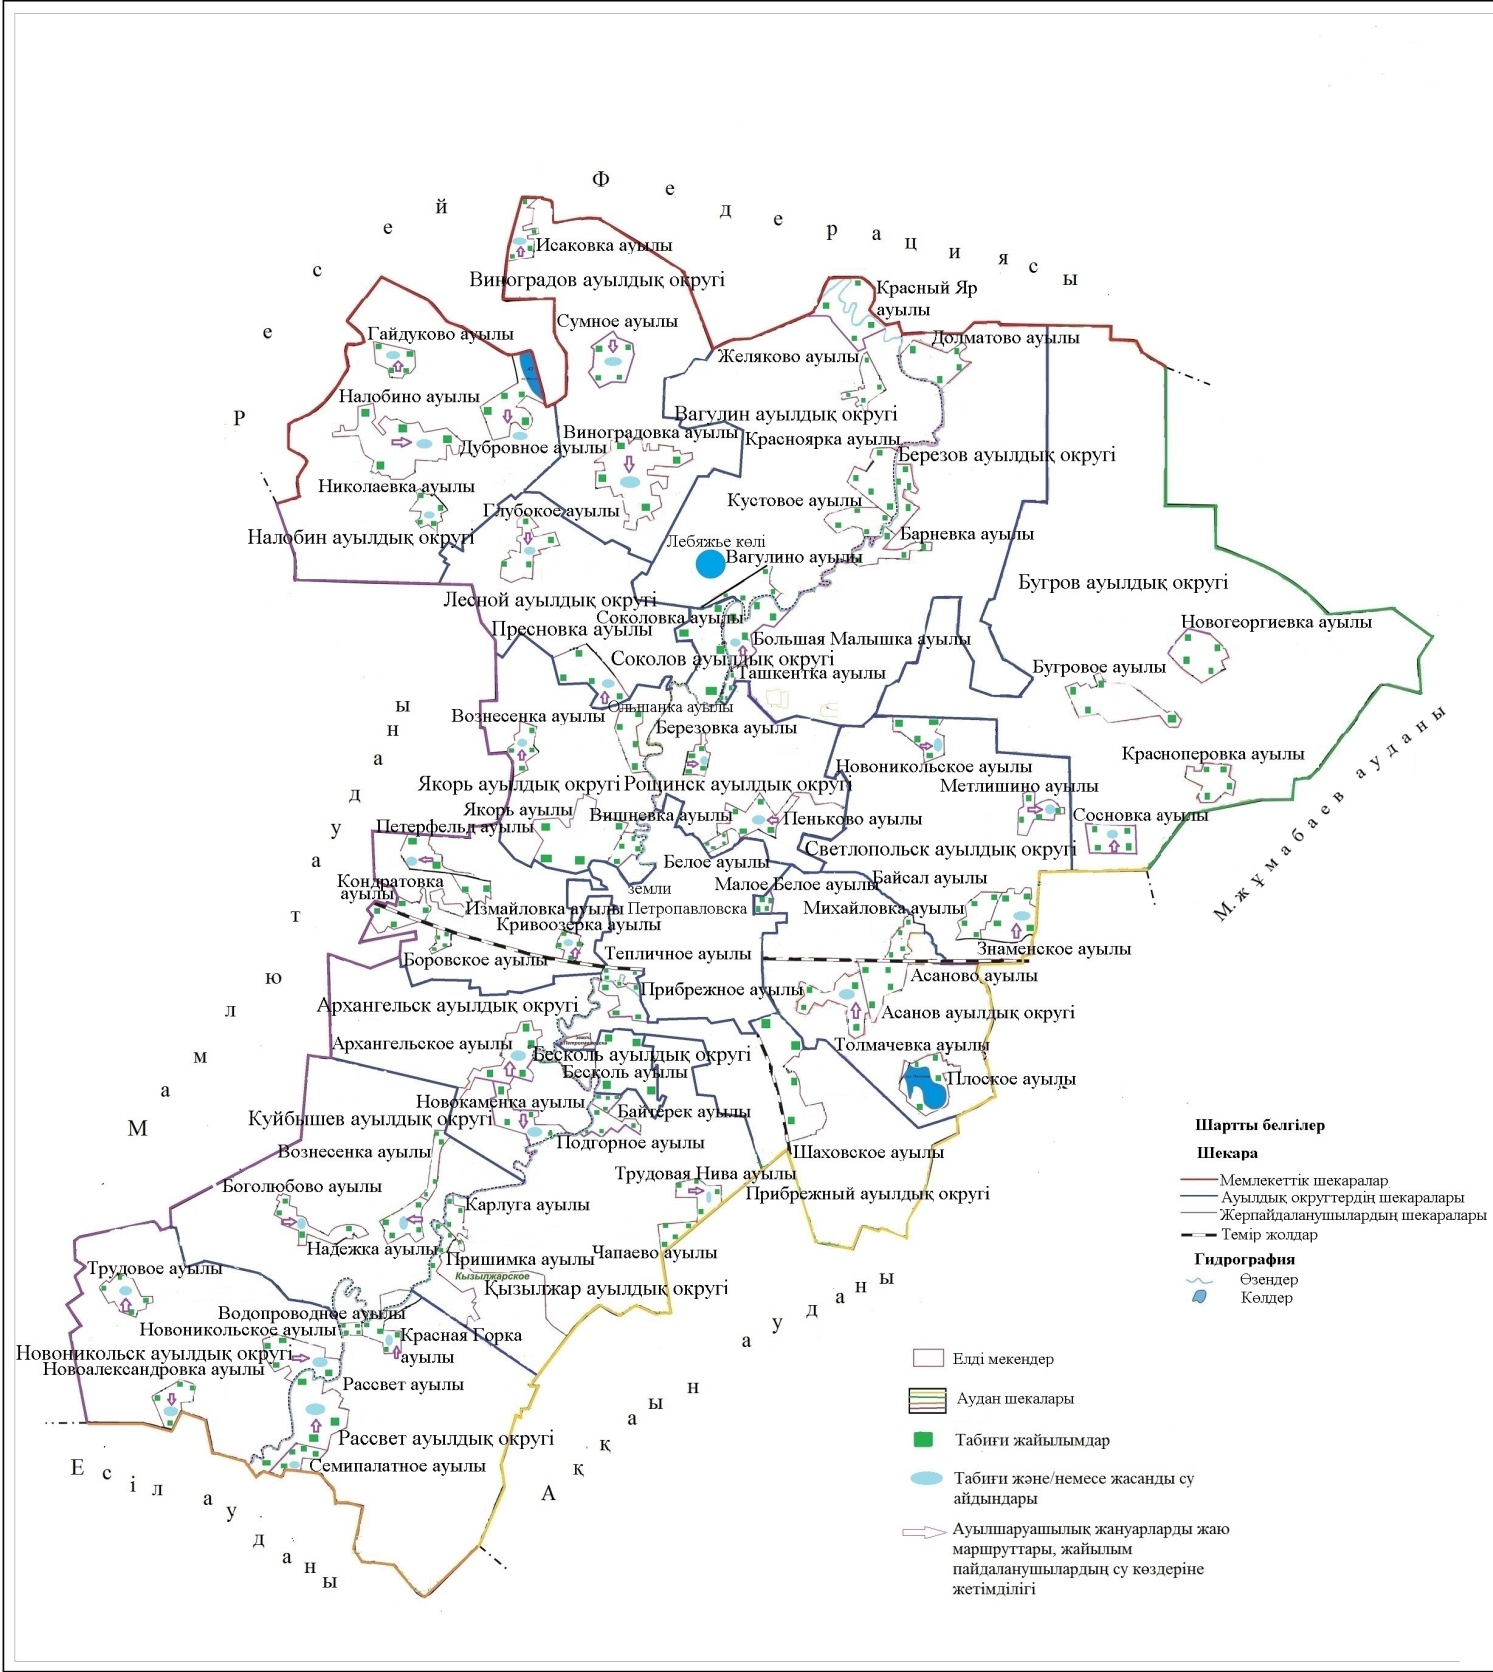 Ресей Федерациясы
Исаковка ауылы
Виноградов ауылдық округі
Красный Яр
ауылы
Гайдуково ауылы
Сумное ауылы
Долматово ауылы
Желяково ауылы
Налобино ауылы
Вагулин ауылдық округі
Виноградовка ауылы
Красноярка ауылы
Дубровное ауылы
Березов ауылдық округі
Николаевка ауылы
Кустовое ауылы
Глубокое ауылы
Налобин ауылдық округі
Барневка ауылы
Лебяжье көлі
Вагулино ауылы
Бугров ауылдық округі
Лесной ауылдық округі
Соколовка ауылы
Новогеоргиевка ауылы
Пресновка ауылы
Большая Малышка ауылы
Соколов ауылдық округі
Бугровое ауылы
Ташкентка ауылы
Ольшанка ауылы
Вознесенка ауылы
Березовка ауылы
Красноперовка ауылы
Новоникольское ауылы
Якорь ауылдық округі
Рощинск ауылдық округі
Метлишино ауылы
Якорь ауылы
Вишневка ауылы
Пеньково ауылы
Сосновка ауылы
Петерфельд ауылы
Светлопольск ауылдық округі
Белое ауылы
Байсал ауылы
Кондратовка
ауылы
земли
Петропавловска
Малое Белое ауылы
Измайловка ауылы
Михайловка ауылы
Кривоозерка ауылы
Знаменское ауылы
Боровское ауылы
Тепличное ауылы
Асаново ауылы
Прибрежное ауылы
Архангельск ауылдық округі
Асанов ауылдық округі
Архангельское ауылы
Толмачевка ауылы
Бесколь ауылдық округі
Бесколь ауылы
Плоское ауылы
Новокаменка ауылы
Байтерек ауылы
Куйбышев ауылдық округі
Подгорное ауылы
Вознесенка ауылы
Шаховское ауылы
Трудовая Нива ауылы
Боголюбово ауылы
Прибрежный ауылдық округі
Карлуга ауылы
Надежка ауылы
Пришимка ауылы
Чапаево ауылы
Трудовое ауылы
Кызылжарское
Қызылжар ауылдық округі
Водопроводное ауылы
Новоникольское ауылы
Красная Горка
ауылы
Новоникольск ауылдық округі
Новоалександровка ауылы
Рассвет ауылы
Рассвет ауылдық округі
Семипалатное ауылы
Мамлют ауданы
М.жұмабаев ауданы
Есіл ауданы
Аққайың ауданы
Шартты белгілер
Шекара
Мемлекеттік шекаралар
Ауылдық округтердің шекаралары
Жерпайдаланушылардың шекаралары
Темір жолдар
Гидрография
Өзендер
Көлдер
Елді мекендер
Аудан шекалары
Табиғи жайылымдар
Табиғи және/немесе жасанды су
айдындары
Ауылшаруашылық жануарларды жаю
маршруттары, жайылым
пайдаланушылардың су көздеріне
жетімділігі